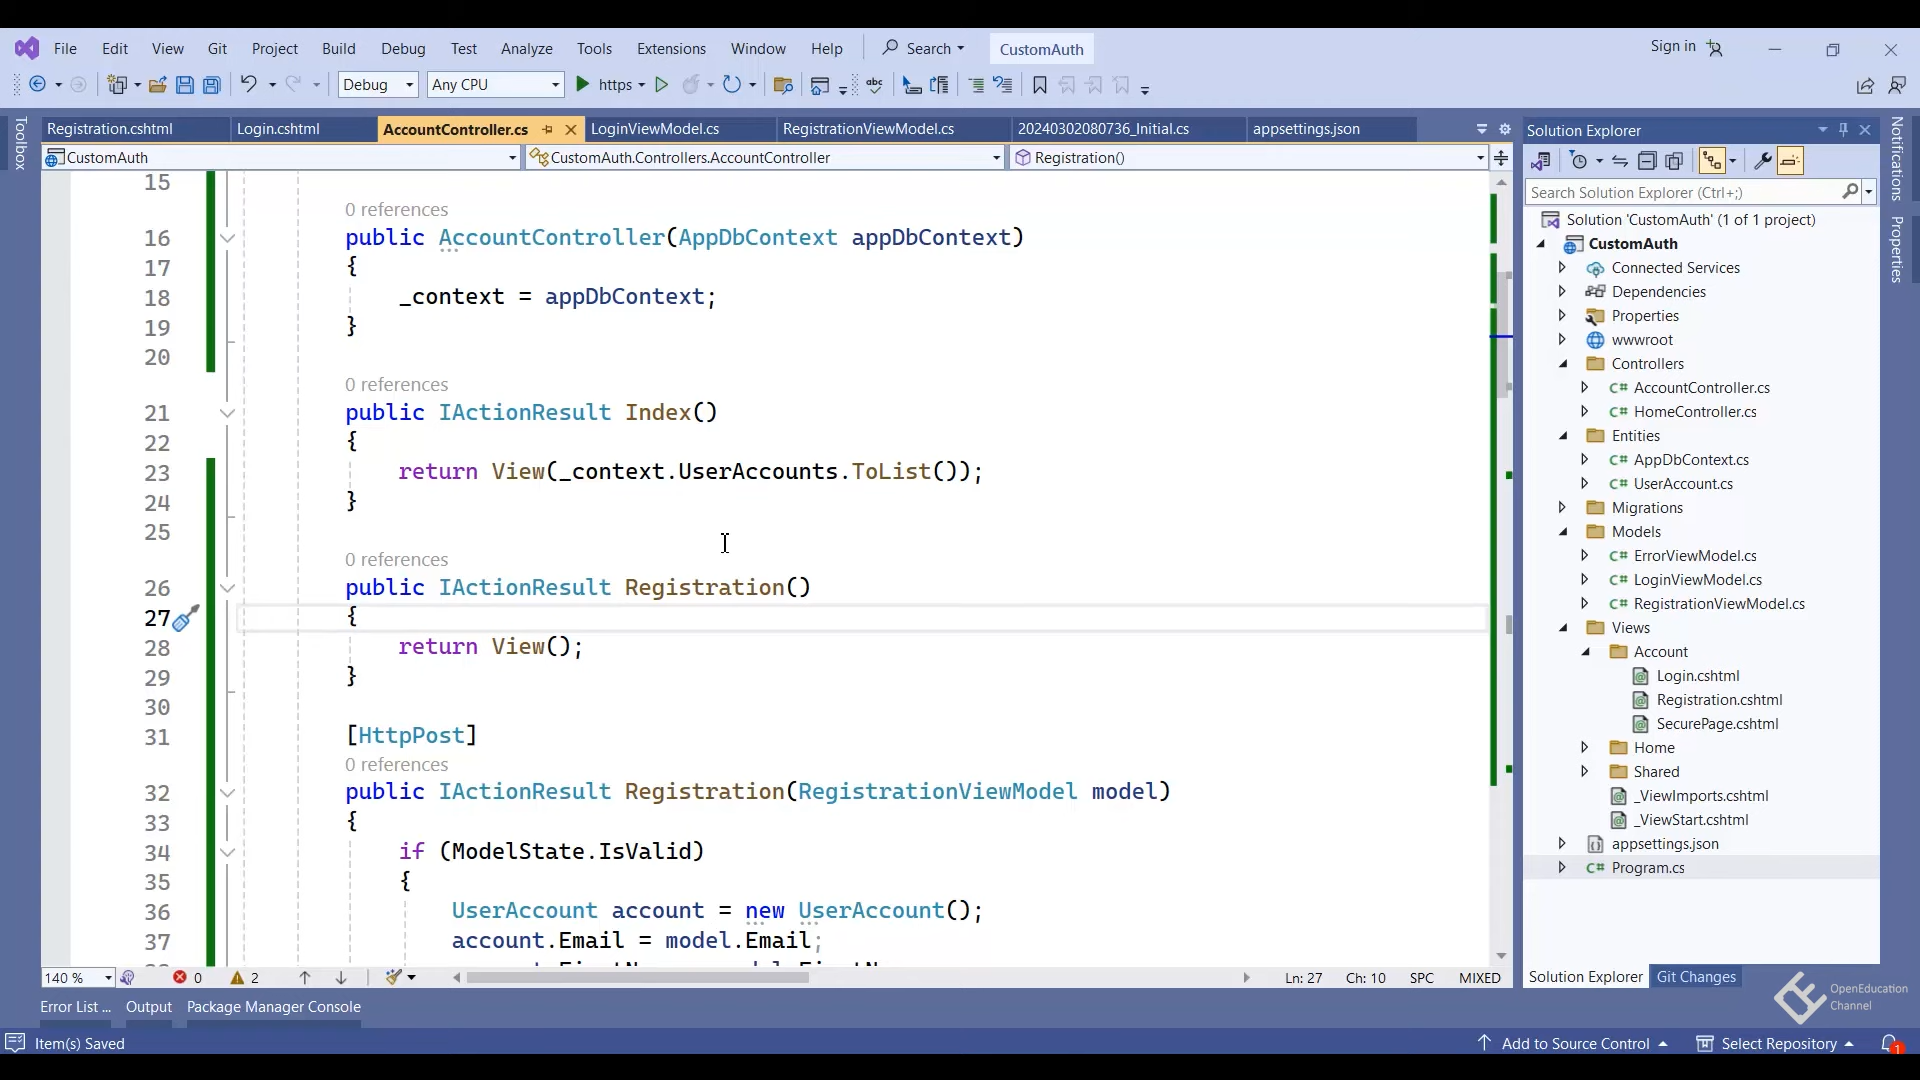 File Edit View Git Project Build Debug Test Analyze Tools Extensions Window Help Search CustomAuth Sign in
Debug Any CPU https
Toolbox
Registration.cshtml Login.cshtml AccountController.cs LoginViewModel.cs RegistrationViewModel.cs 20240302080736_Initial.cs appsettings.json
CustomAuth CustomAuth.Controllers.AccountController Registration()
15
0 references
16 public AccountController(AppDbContext appDbContext)
17 {
18 _context = appDbContext;
19 }
20
0 references
21 public IActionResult Index()
22 {
23 return View(_context.UserAccounts.ToList());
24 }
25
0 references
26 public IActionResult Registration()
27 {
28 return View();
29 }
30
31 [HttpPost]
0 references
32 public IActionResult Registration(RegistrationViewModel model)
33 {
34 if (ModelState.IsValid)
35 {
36 UserAccount account = new UserAccount();
37 account.Email = model.Email;
140 % 0 2 Ln: 27 Ch: 10 SPC MIXED
Solution Explorer
Search Solution Explorer (Ctrl+;)
Solution 'CustomAuth' (1 of 1 project)
CustomAuth
Connected Services
Dependencies
Properties
wwwroot
Controllers
C# AccountController.cs
C# HomeController.cs
Entities
C# AppDbContext.cs
C# UserAccount.cs
Migrations
Models
C# ErrorViewModel.cs
C# LoginViewModel.cs
C# RegistrationViewModel.cs
Views
Account
Login.cshtml
Registration.cshtml
SecurePage.cshtml
Home
Shared
_ViewImports.cshtml
_ViewStart.cshtml
appsettings.json
C# Program.cs
Solution Explorer Git Changes
Notifications
Properties
OpenEducation
Channel
Error List ... Output Package Manager Console
Item(s) Saved Add to Source Control Select Repository 1